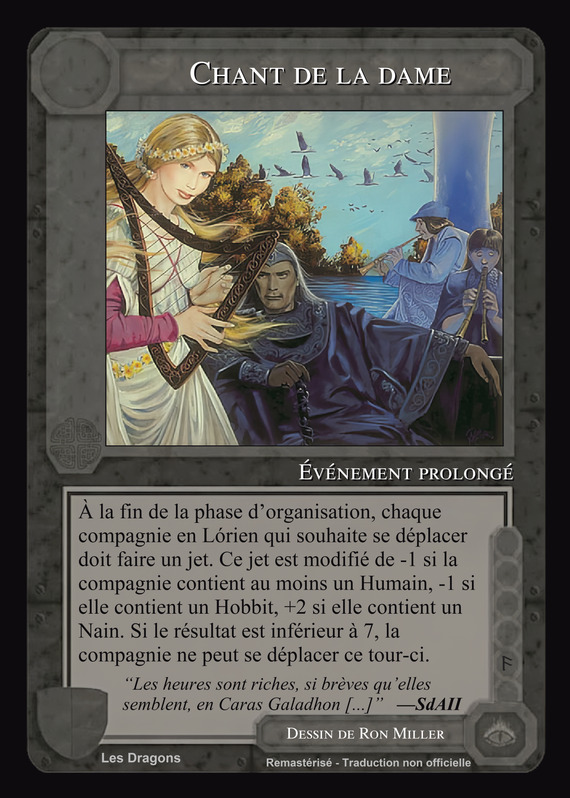 Chant de la dame
Événement prolongé
À la fin de la phase d’organisation, chaque
compagnie en Lórien qui souhaite se déplacer
doit faire un jet. Ce jet est modifié de -1 si la
compagnie contient au moins un Humain, -1 si
elle contient un Hobbit, +2 si elle contient un
Nain. Si le résultat est inférieur à 7, la
compagnie ne peut se déplacer ce tour-ci.
“Les heures sont riches, si brèves qu’elles
semblent, en Caras Galadhon [...]” —SdAII
Dessin de Ron Miller
Les Dragons
Remastérisé - Traduction non officielle